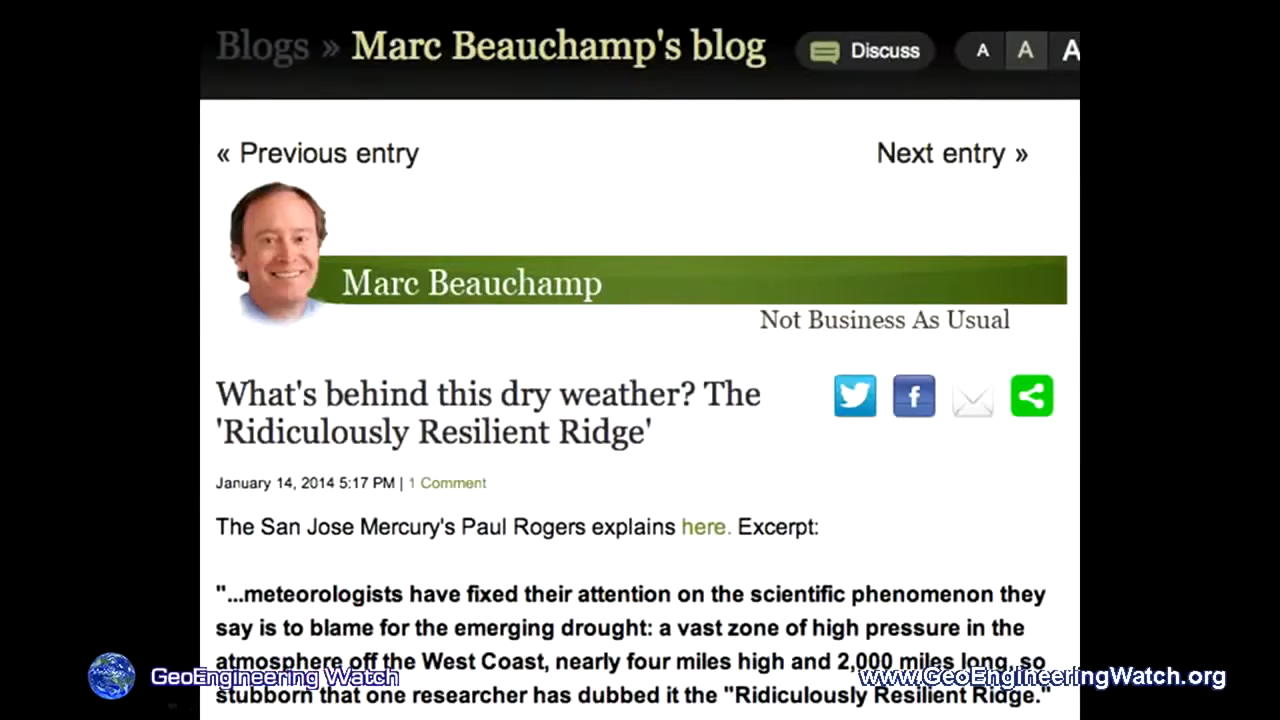 Blogs » Marc Beauchamp's blog
Discuss
A A A
« Previous entry
Next entry »
Marc Beauchamp
Not Business As Usual
What's behind this dry weather? The
'Ridiculously Resilient Ridge'
January 14, 2014 5:17 PM | 1 Comment
The San Jose Mercury's Paul Rogers explains here. Excerpt:
"...meteorologists have fixed their attention on the scientific phenomenon they
say is to blame for the emerging drought: a vast zone of high pressure in the
atmosphere off the West Coast, nearly four miles high and 2,000 miles long, so
stubborn that one researcher has dubbed it the "Ridiculously Resilient Ridge."
GeoEngineering Watch
www.GeoEngineeringWatch.org